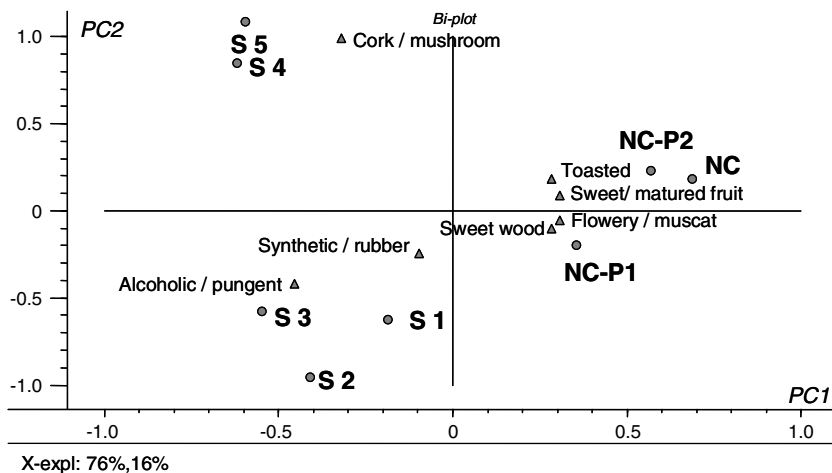 Bi-plot
PC2
1.0
Cork / mushroom
S 5
S 4
0.5
NC-P2
NC
Toasted
Sweet/ matured fruit
0
Flowery / muscat
Sweet wood
Synthetic / rubber
NC-P1
Alcoholic / pungent
-0.5
S 3
S 1
S 2
-1.0
PC1
-1.0 -0.5 0 0.5 1.0
X-expl: 76%,16%